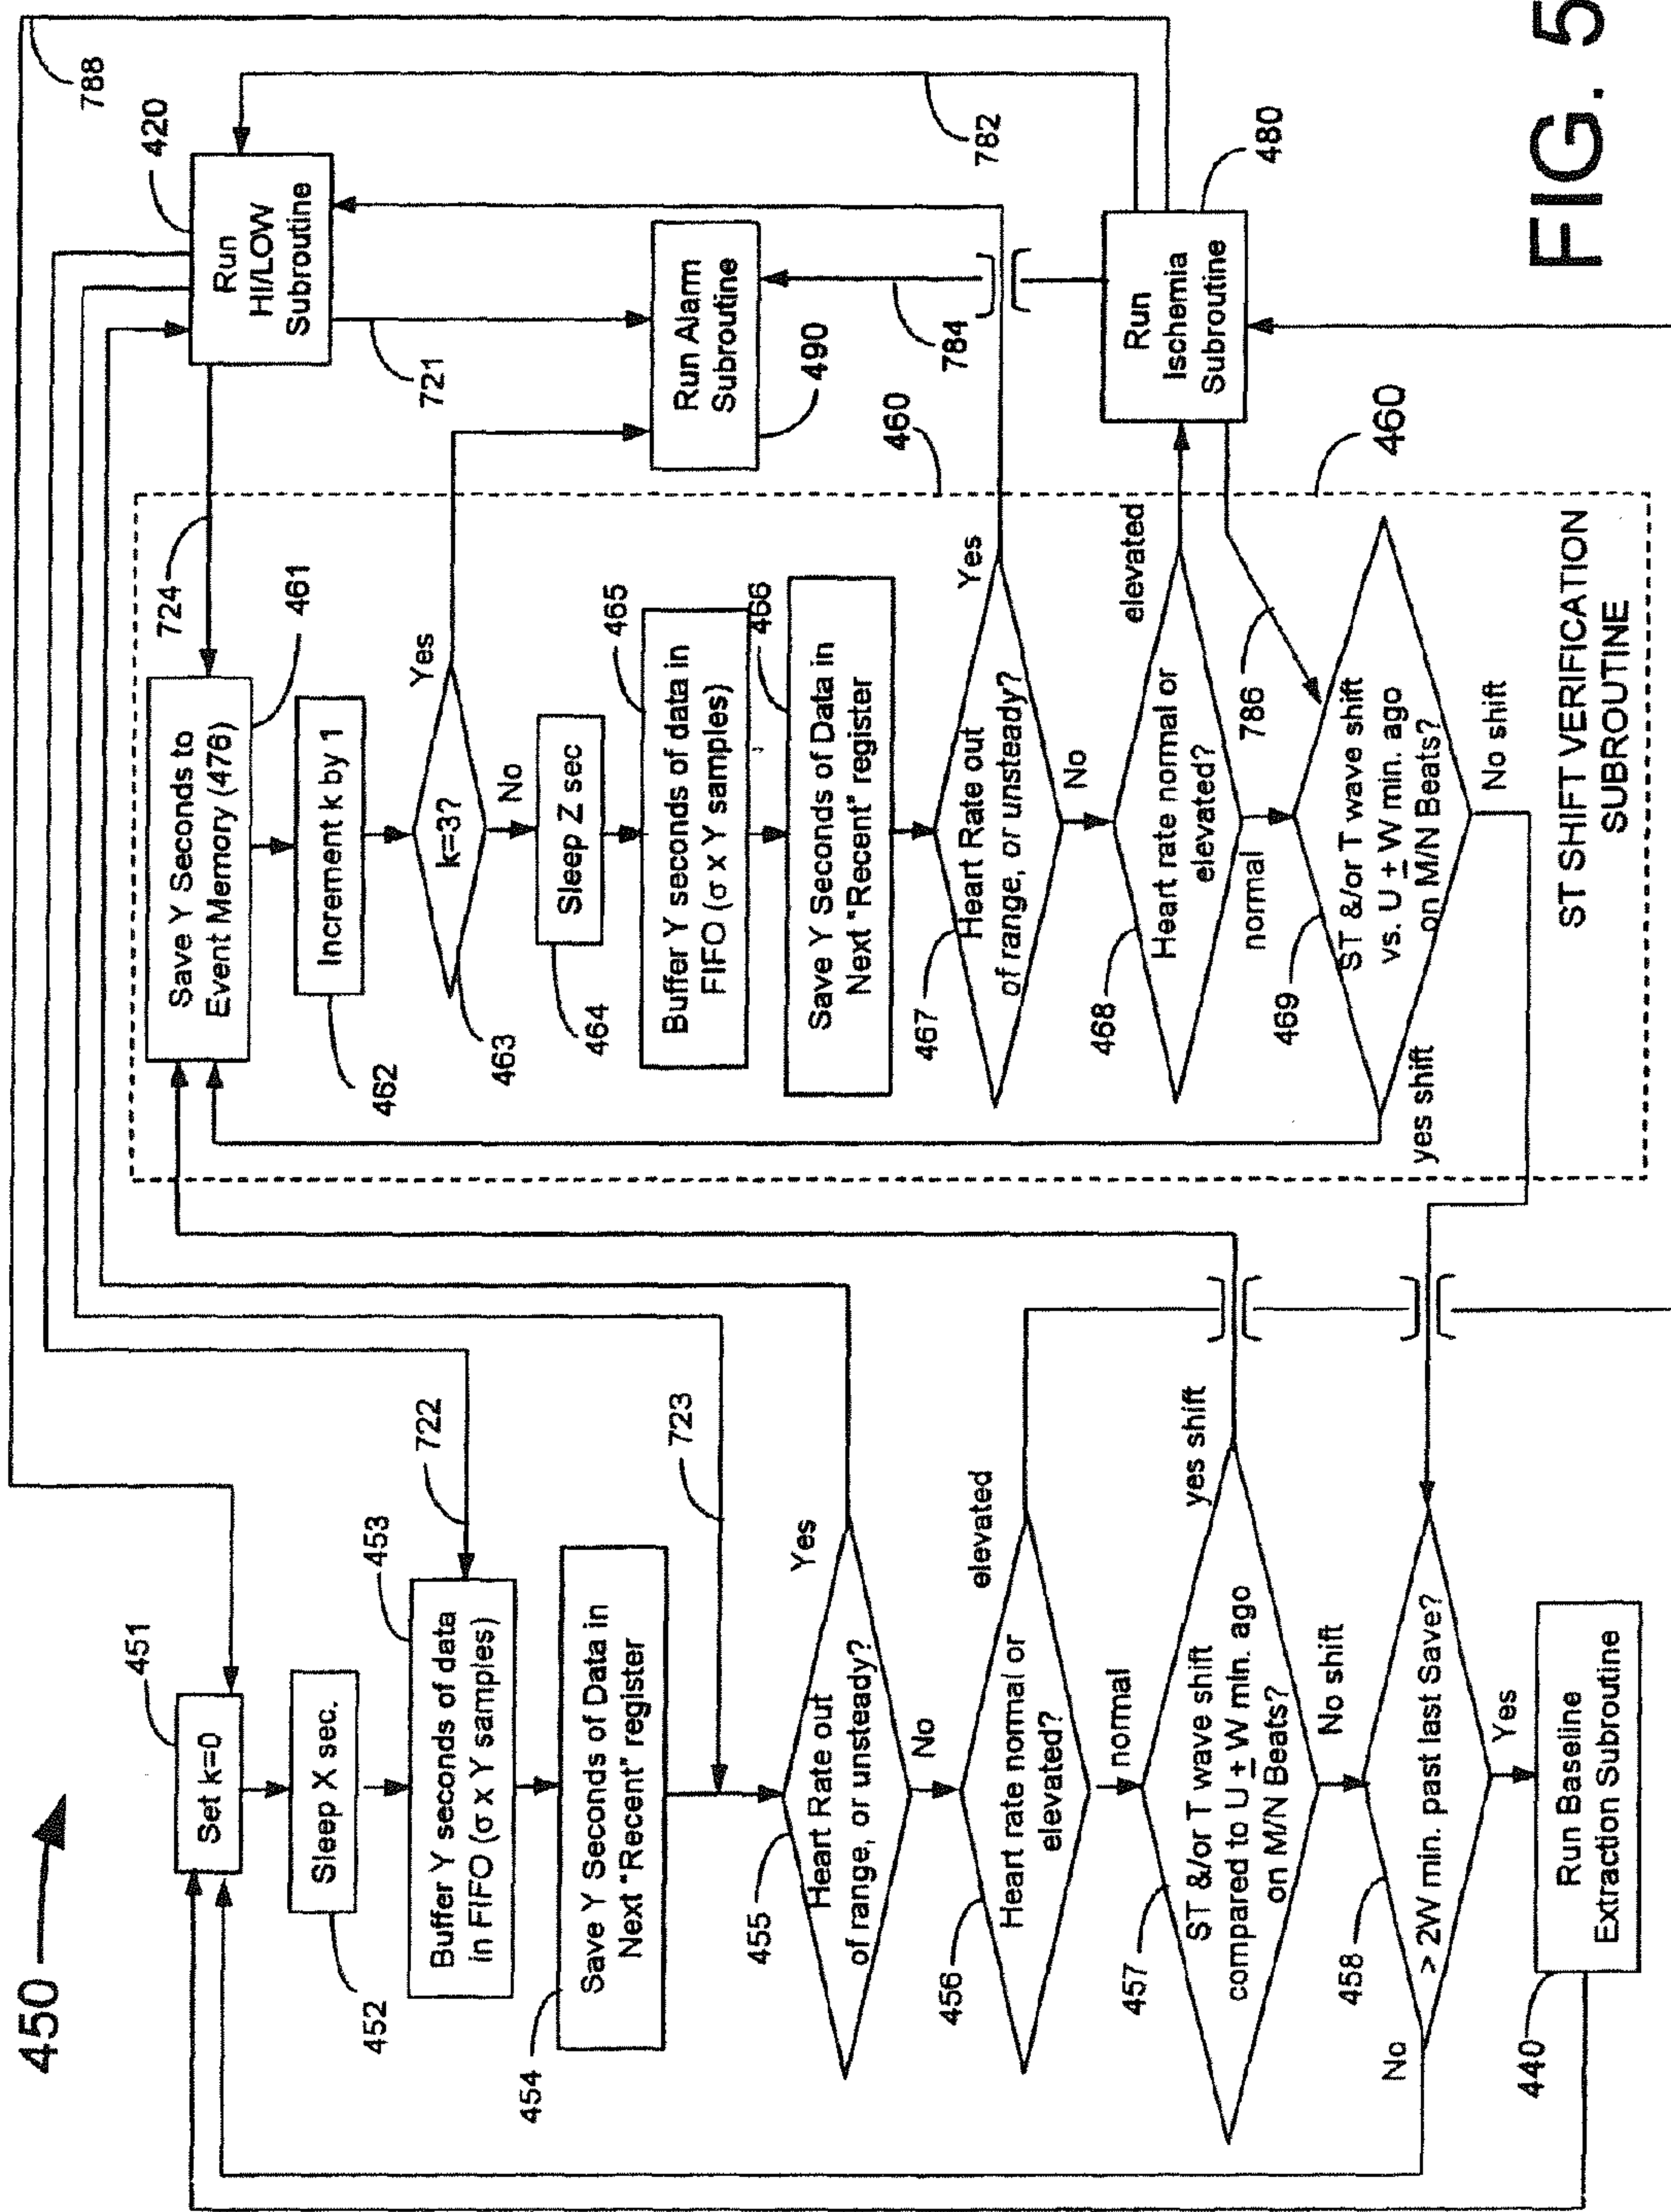 450
451
Set k=0
452
Sleep X sec.
453
Buffer Y seconds of data
in FIFO (σ x Y samples)
722
454
Save Y Seconds of Data in
Next "Recent" register
723
455
Heart Rate out
of range, or unsteady?
Yes
No
456
Heart rate normal or
elevated?
elevated
normal
457
ST &/or T wave shift
compared to U ± W min. ago
on M/N Beats?
yes shift
No shift
458
> 2W min. past last Save?
No
Yes
440
Run Baseline
Extraction Subroutine
724
461
Save Y Seconds to
Event Memory (476)
462
Increment k by 1
463
k=3?
Yes
No
464
Sleep Z sec
465
Buffer Y seconds of data in
FIFO (σ x Y samples)
466
Save Y Seconds of Data in
Next "Recent" register
467
Heart Rate out
of range, or unsteady?
Yes
No
468
Heart rate normal or
elevated?
elevated
normal
786
469
ST &/or T wave shift
vs. U ± W min. ago
on M/N Beats?
yes shift
No shift
ST SHIFT VERIFICATION
SUBROUTINE
460
460
788
420
Run
HI/LOW
Subroutine
721
Run Alarm
Subroutine
490
782
784
480
Run
Ischemia
Subroutine
FIG. 5